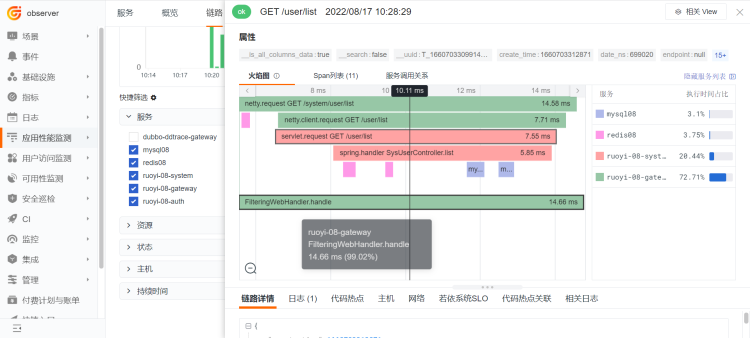 observer
场景
事件
基础设施
指标
日志
应用性能监测
用户访问监测
可用性监测
安全巡检
CI
监控
集成
管理
付费计划与账单
服务
概览
链路
10:14
10:17
10:20
快捷筛选
服务
dubbo-ddtrace-gateway
mysql08
redis08
ruoyi-08-system
ruoyi-08-gateway
ruoyi-08-auth
资源
状态
主机
持续时间
ok
GET /user/list
2022/08/17 10:28:29
相关 View
属性
__is_all_columns_data : true
__search : false
__uuid : T_1660703309914...
create_time : 1660703312871
date_ns : 699020
endpoint : null
15+
火焰图
Span列表 (11)
服务调用关系
隐藏服务列表
8 ms
10.11 ms
12 ms
14 ms
netty.request GET /system/user/list
14.58 ms
netty.client.request GET /user/list
7.71 ms
servlet.request GET /user/list
7.55 ms
spring.handler SysUserController.list
5.85 ms
my...
m...
FilteringWebHandler.handle
14.66 ms
ruoyi-08-gateway
FilteringWebHandler.handle
14.66 ms (99.02%)
服务
执行时间占比
mysql08
3.1%
redis08
3.75%
ruoyi-08-syst...
20.44%
ruoyi-08-gate...
72.71%
链路详情
日志 (1)
代码热点
主机
网络
若依系统SLO
代码热点关联
相关日志
{